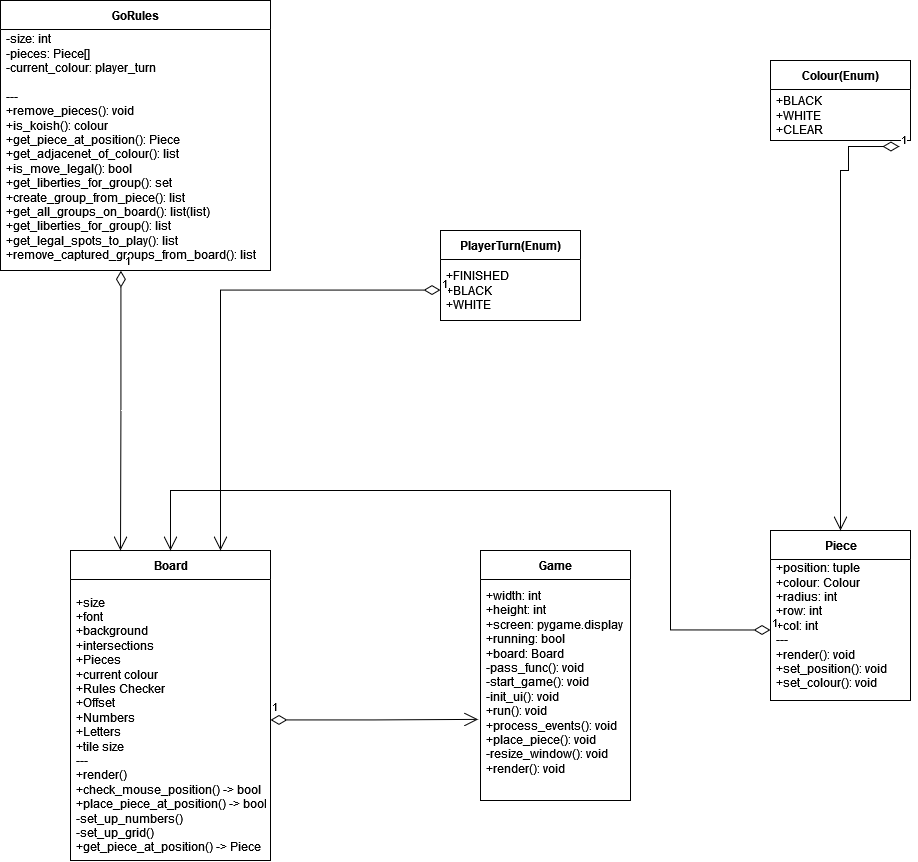 GoRules
-size: int
-pieces: Piece[]
-current_colour: player_turn
---
+remove_pieces(): void
+is_koish(): colour
+get_piece_at_position(): Piece
+get_adjacenet_of_colour(): list
+is_move_legal(): bool
+get_liberties_for_group(): set
+create_group_from_piece(): list
+get_all_groups_on_board(): list(list)
+get_liberties_for_group(): list
+get_legal_spots_to_play(): list
+remove_captured_groups_from_board(): list
1
Colour(Enum)
+BLACK
+WHITE
+CLEAR
1
PlayerTurn(Enum)
+FINISHED
+BLACK
+WHITE
1
Board
+size
+font
+background
+intersections
+Pieces
+current colour
+Rules Checker
+Offset
+Numbers
+Letters
+tile size
---
+render()
+check_mouse_position() -> bool
+place_piece_at_position() -> bool
-set_up_numbers()
-set_up_grid()
+get_piece_at_position() -> Piece
1
Game
+width: int
+height: int
+screen: pygame.display
+running: bool
+board: Board
-pass_func(): void
-start_game(): void
-init_ui(): void
+run(): void
+process_events(): void
+place_piece(): void
-resize_window(): void
+render(): void
Piece
+position: tuple
+colour: Colour
+radius: int
+row: int
+col: int
---
+render(): void
+set_position(): void
+set_colour(): void
1